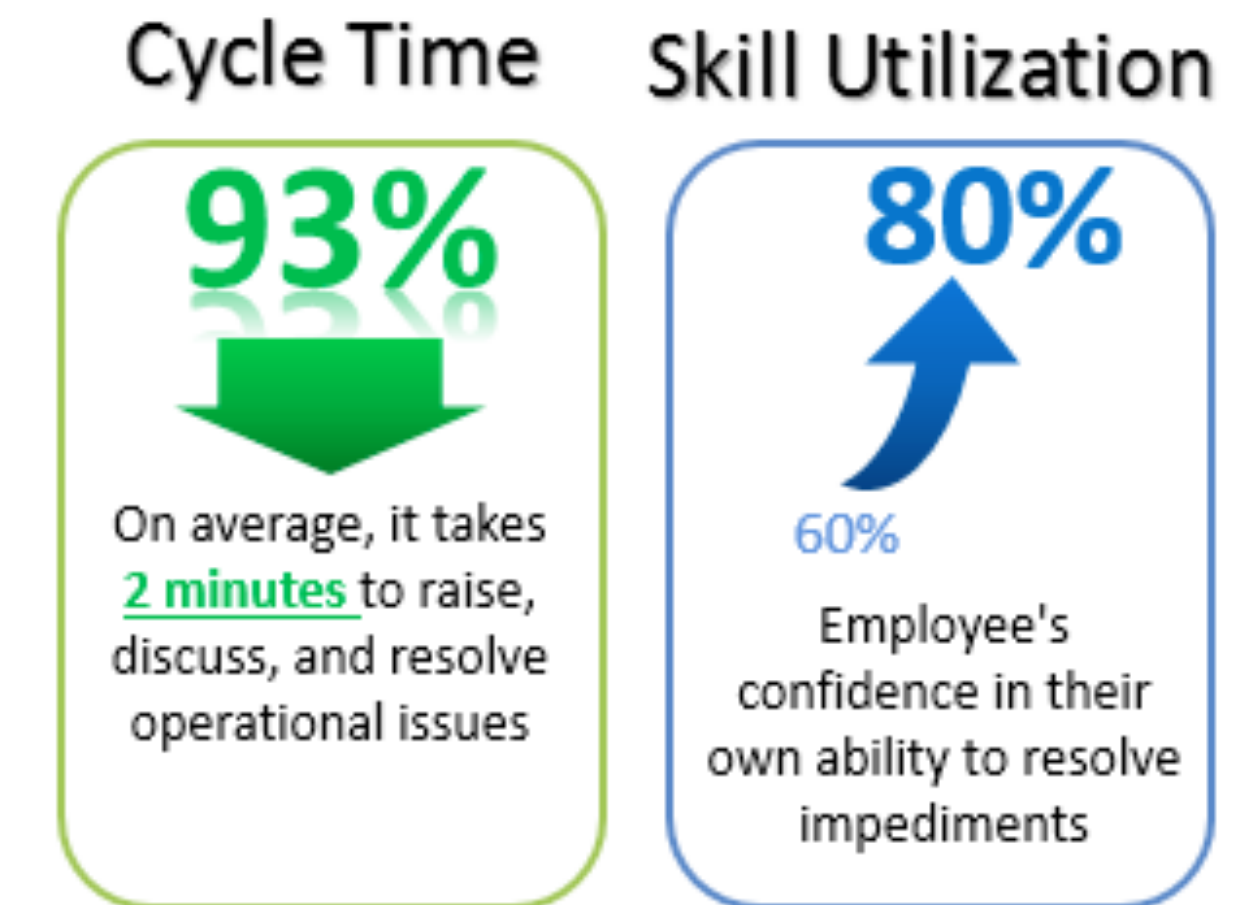 Cycle Time
93%
On average, it takes
2 minutes to raise,
discuss, and resolve
operational issues
Skill Utilization
80%
60%
Employee's
confidence in their
own ability to resolve
impediments